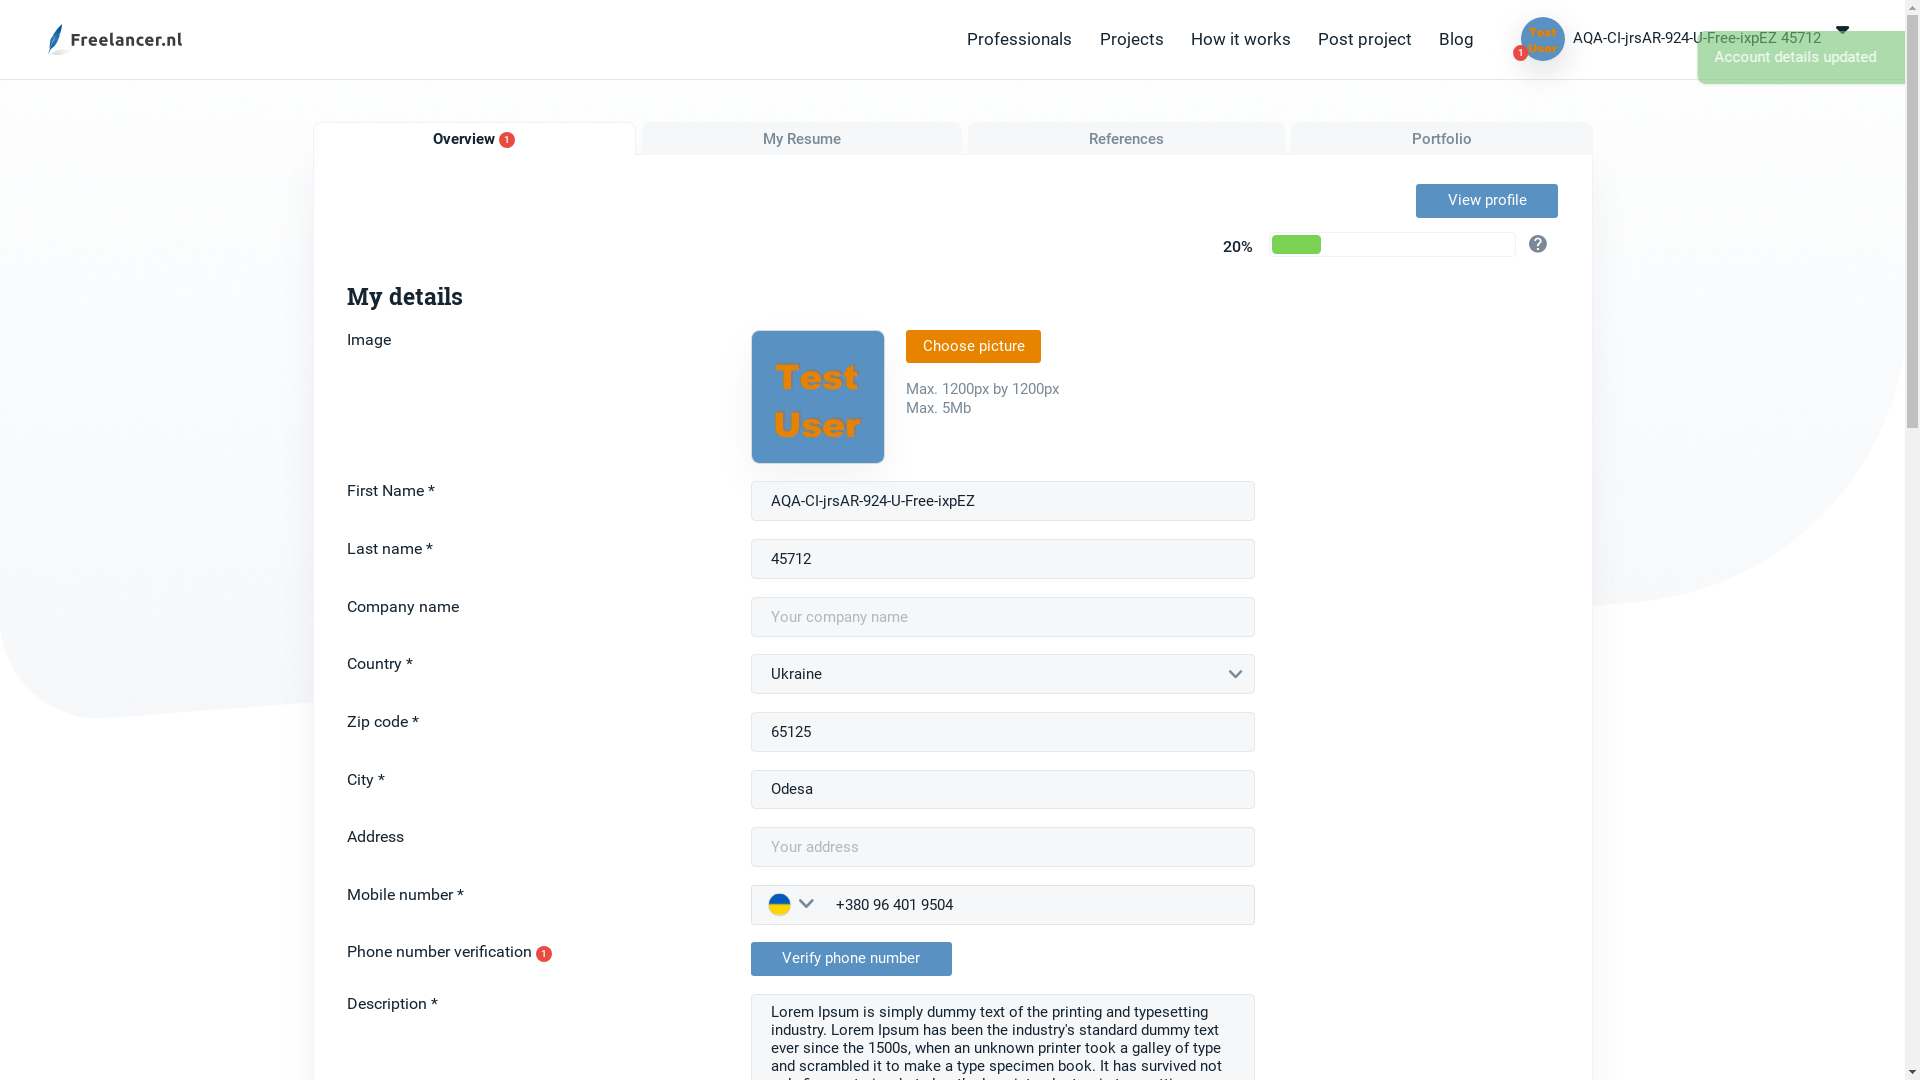 Freelancer.nl
Professionals
Projects
How it works
Post project
Blog
Test
User
1
AQA-CI-jrsAR-924-U-Free-ixpEZ 45712
Account details updated
Overview 1
My Resume
References
Portfolio
View profile
20%
?
My details
Image
Test
User
Choose picture
Max. 1200px by 1200px
Max. 5Mb
First Name *
AQA-CI-jrsAR-924-U-Free-ixpEZ
Last name *
45712
Company name
Your company name
Country *
Ukraine
Zip code *
65125
City *
Odesa
Address
Your address
Mobile number *
+380 96 401 9504
Phone number verification 1
Verify phone number
Description *
Lorem Ipsum is simply dummy text of the printing and typesetting
industry. Lorem Ipsum has been the industry's standard dummy text
ever since the 1500s, when an unknown printer took a galley of type
and scrambled it to make a type specimen book. It has survived not